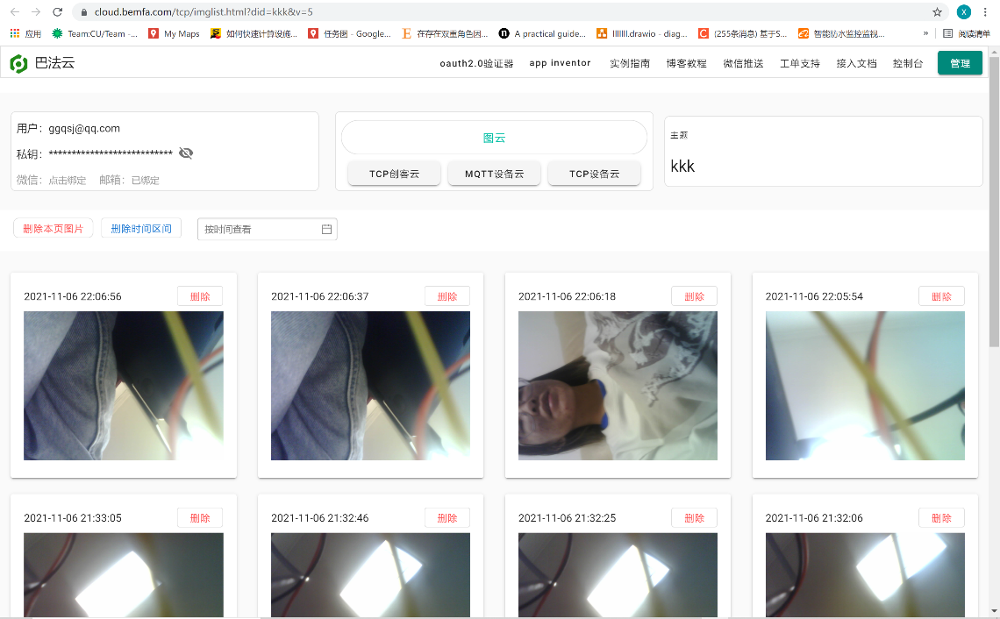 cloud.bemfa.com/tcp/imglist.html?did=kkk&v=5
X
应用
Team:CU/Team -...
My Maps
如何快速计算设施...
任务图 - Google...
在存在双重角色因...
A practical guide...
lllllll.drawio - diag...
(255条消息) 基于S...
智能防水监控监视...
»
阅读清单
巴法云
oauth2.0验证器
app inventor
实例指南
博客教程
微信推送
工单支持
接入文档
控制台
管理
用户：ggqsj@qq.com
私钥：***************************
微信：点击绑定 邮箱：已绑定
图云
TCP创客云
MQTT设备云
TCP设备云
主题
kkk
删除本页图片
删除时间区间
按时间查看
2021-11-06 22:06:56
删除
2021-11-06 22:06:37
删除
2021-11-06 22:06:18
删除
2021-11-06 22:05:54
删除
2021-11-06 21:33:05
删除
2021-11-06 21:32:46
删除
2021-11-06 21:32:25
删除
2021-11-06 21:32:06
删除